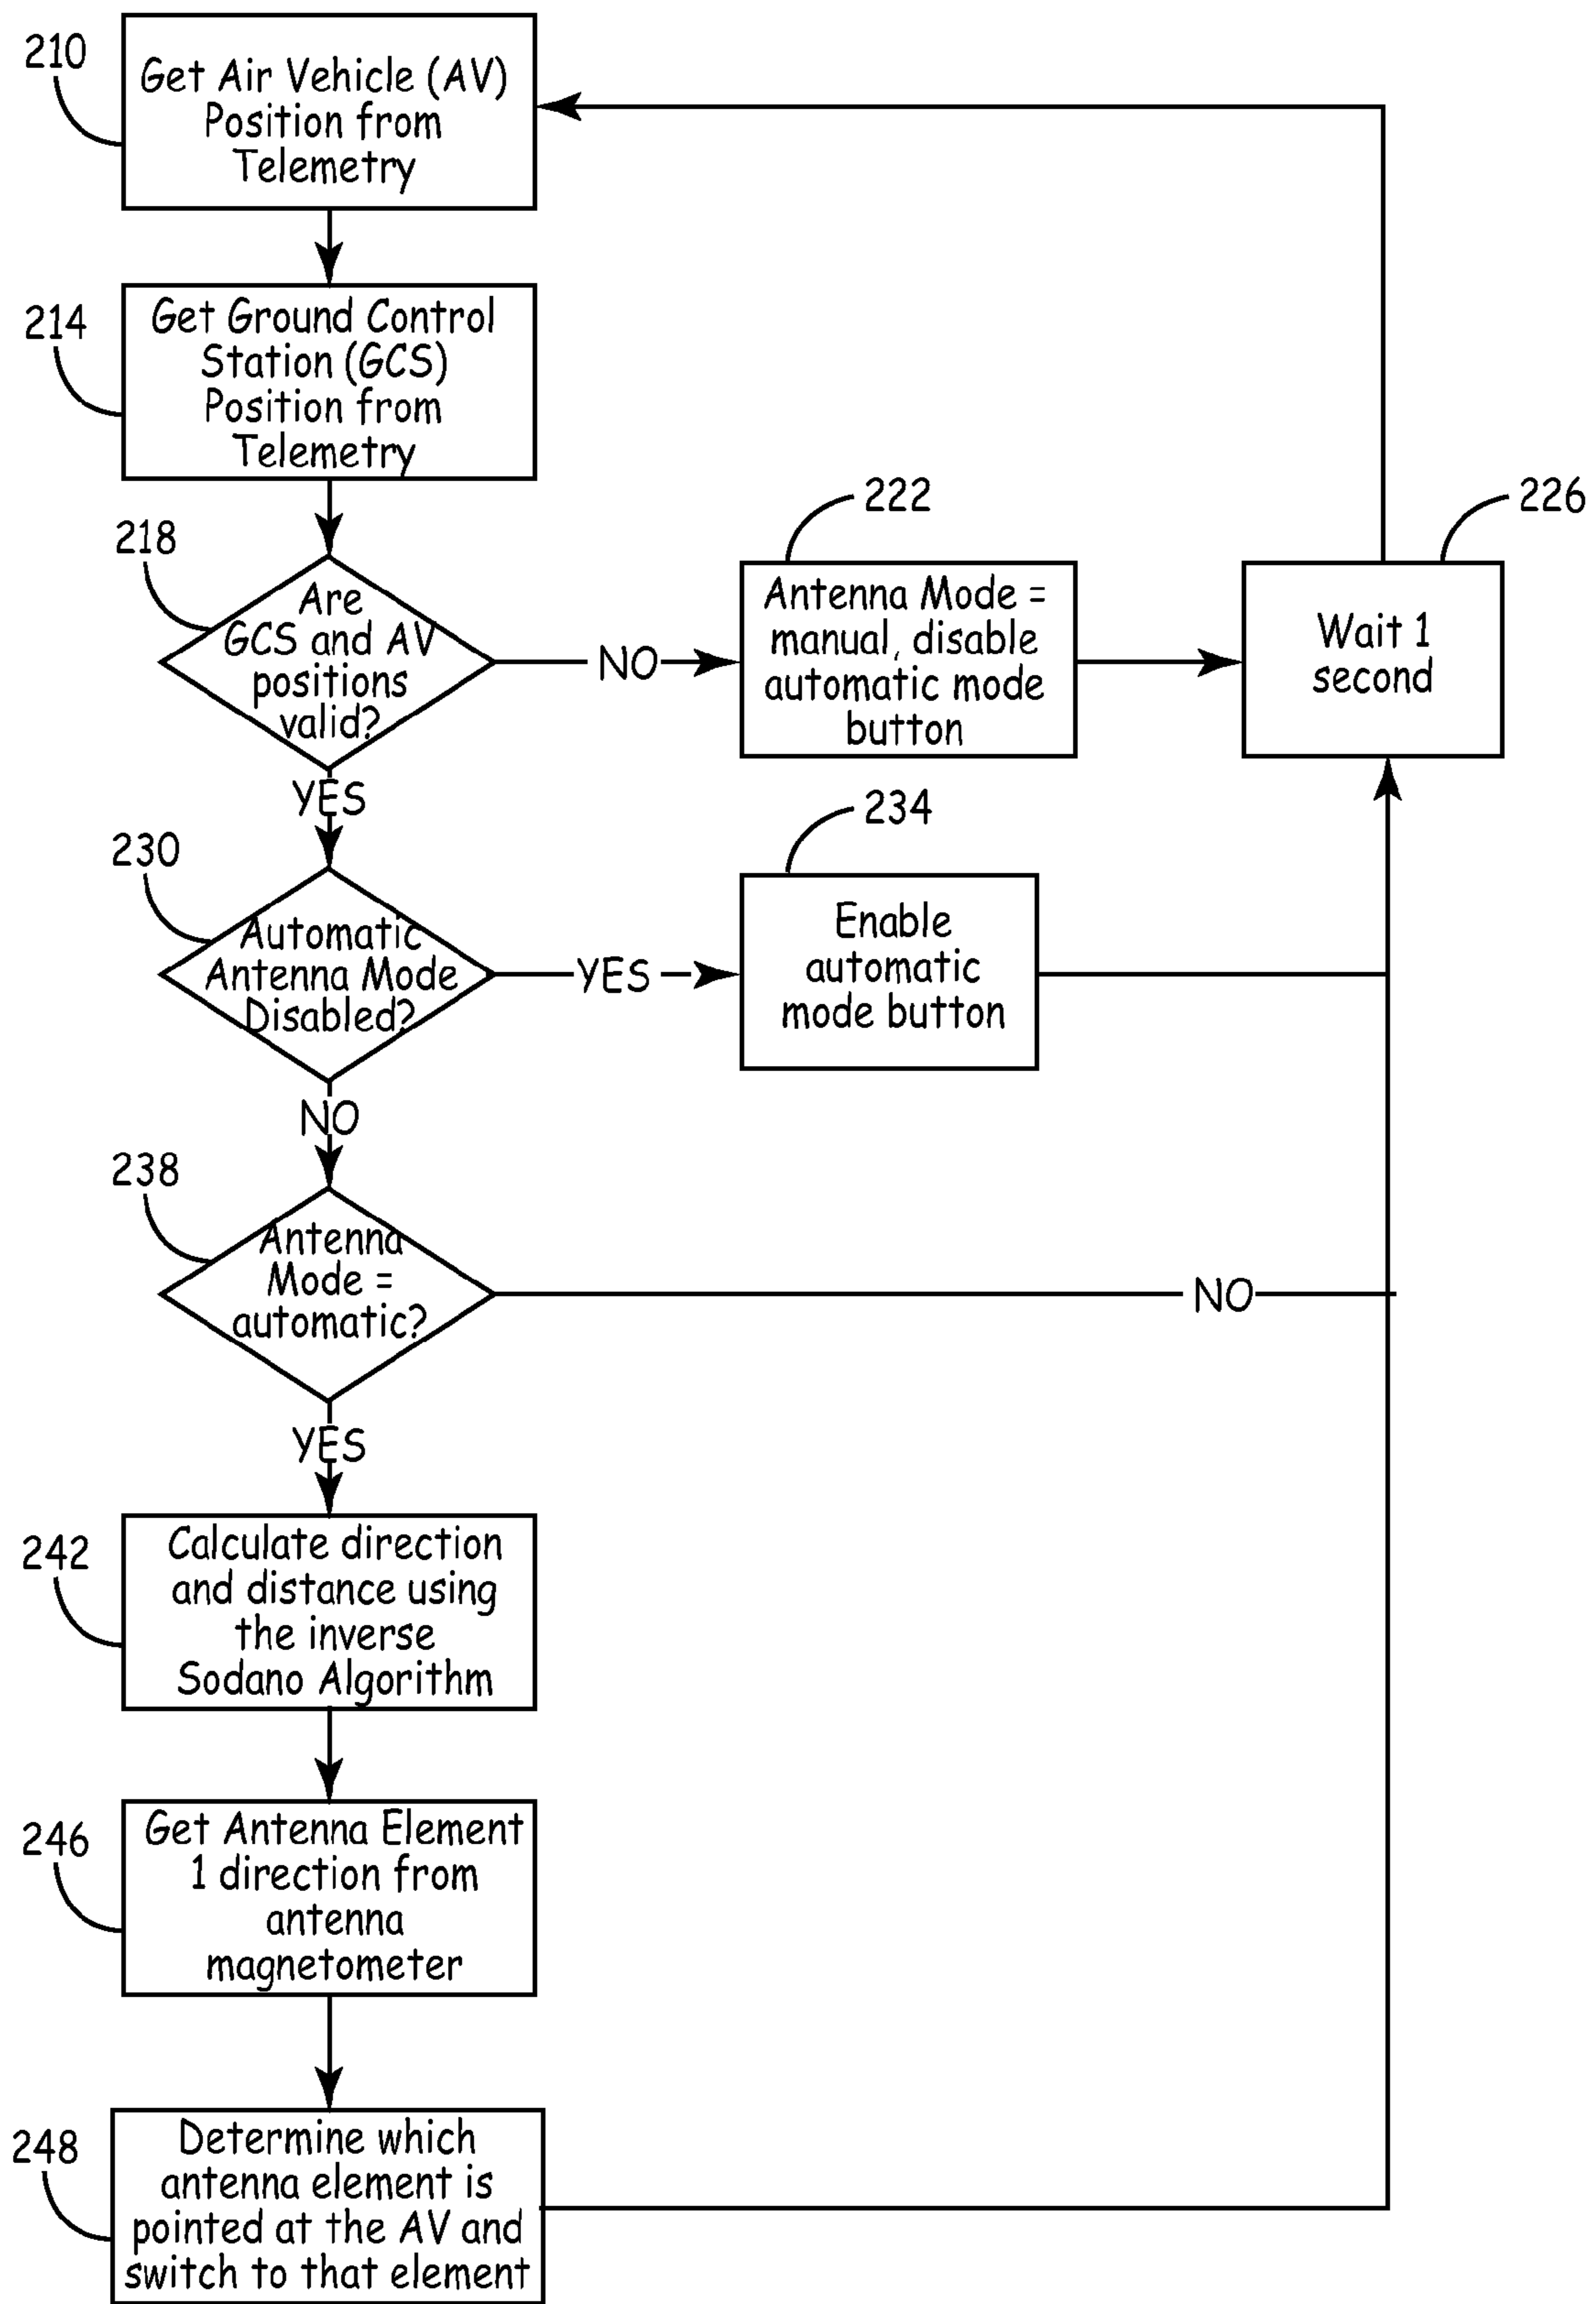 210
Get Air Vehicle (AV)
Position from
Telemetry
214
Get Ground Control
Station (GCS)
Position from
Telemetry
218
Are
GCS and AV
positions
valid?
NO
222
Antenna Mode =
manual, disable
automatic mode
button
226
Wait 1
second
YES
230
Automatic
Antenna Mode
Disabled?
YES
234
Enable
automatic
mode button
NO
238
Antenna
Mode =
automatic?
NO
YES
242
Calculate direction
and distance using
the inverse
Sodano Algorithm
246
Get Antenna Element
1 direction from
antenna
magnetometer
248
Determine which
antenna element is
pointed at the AV and
switch to that element